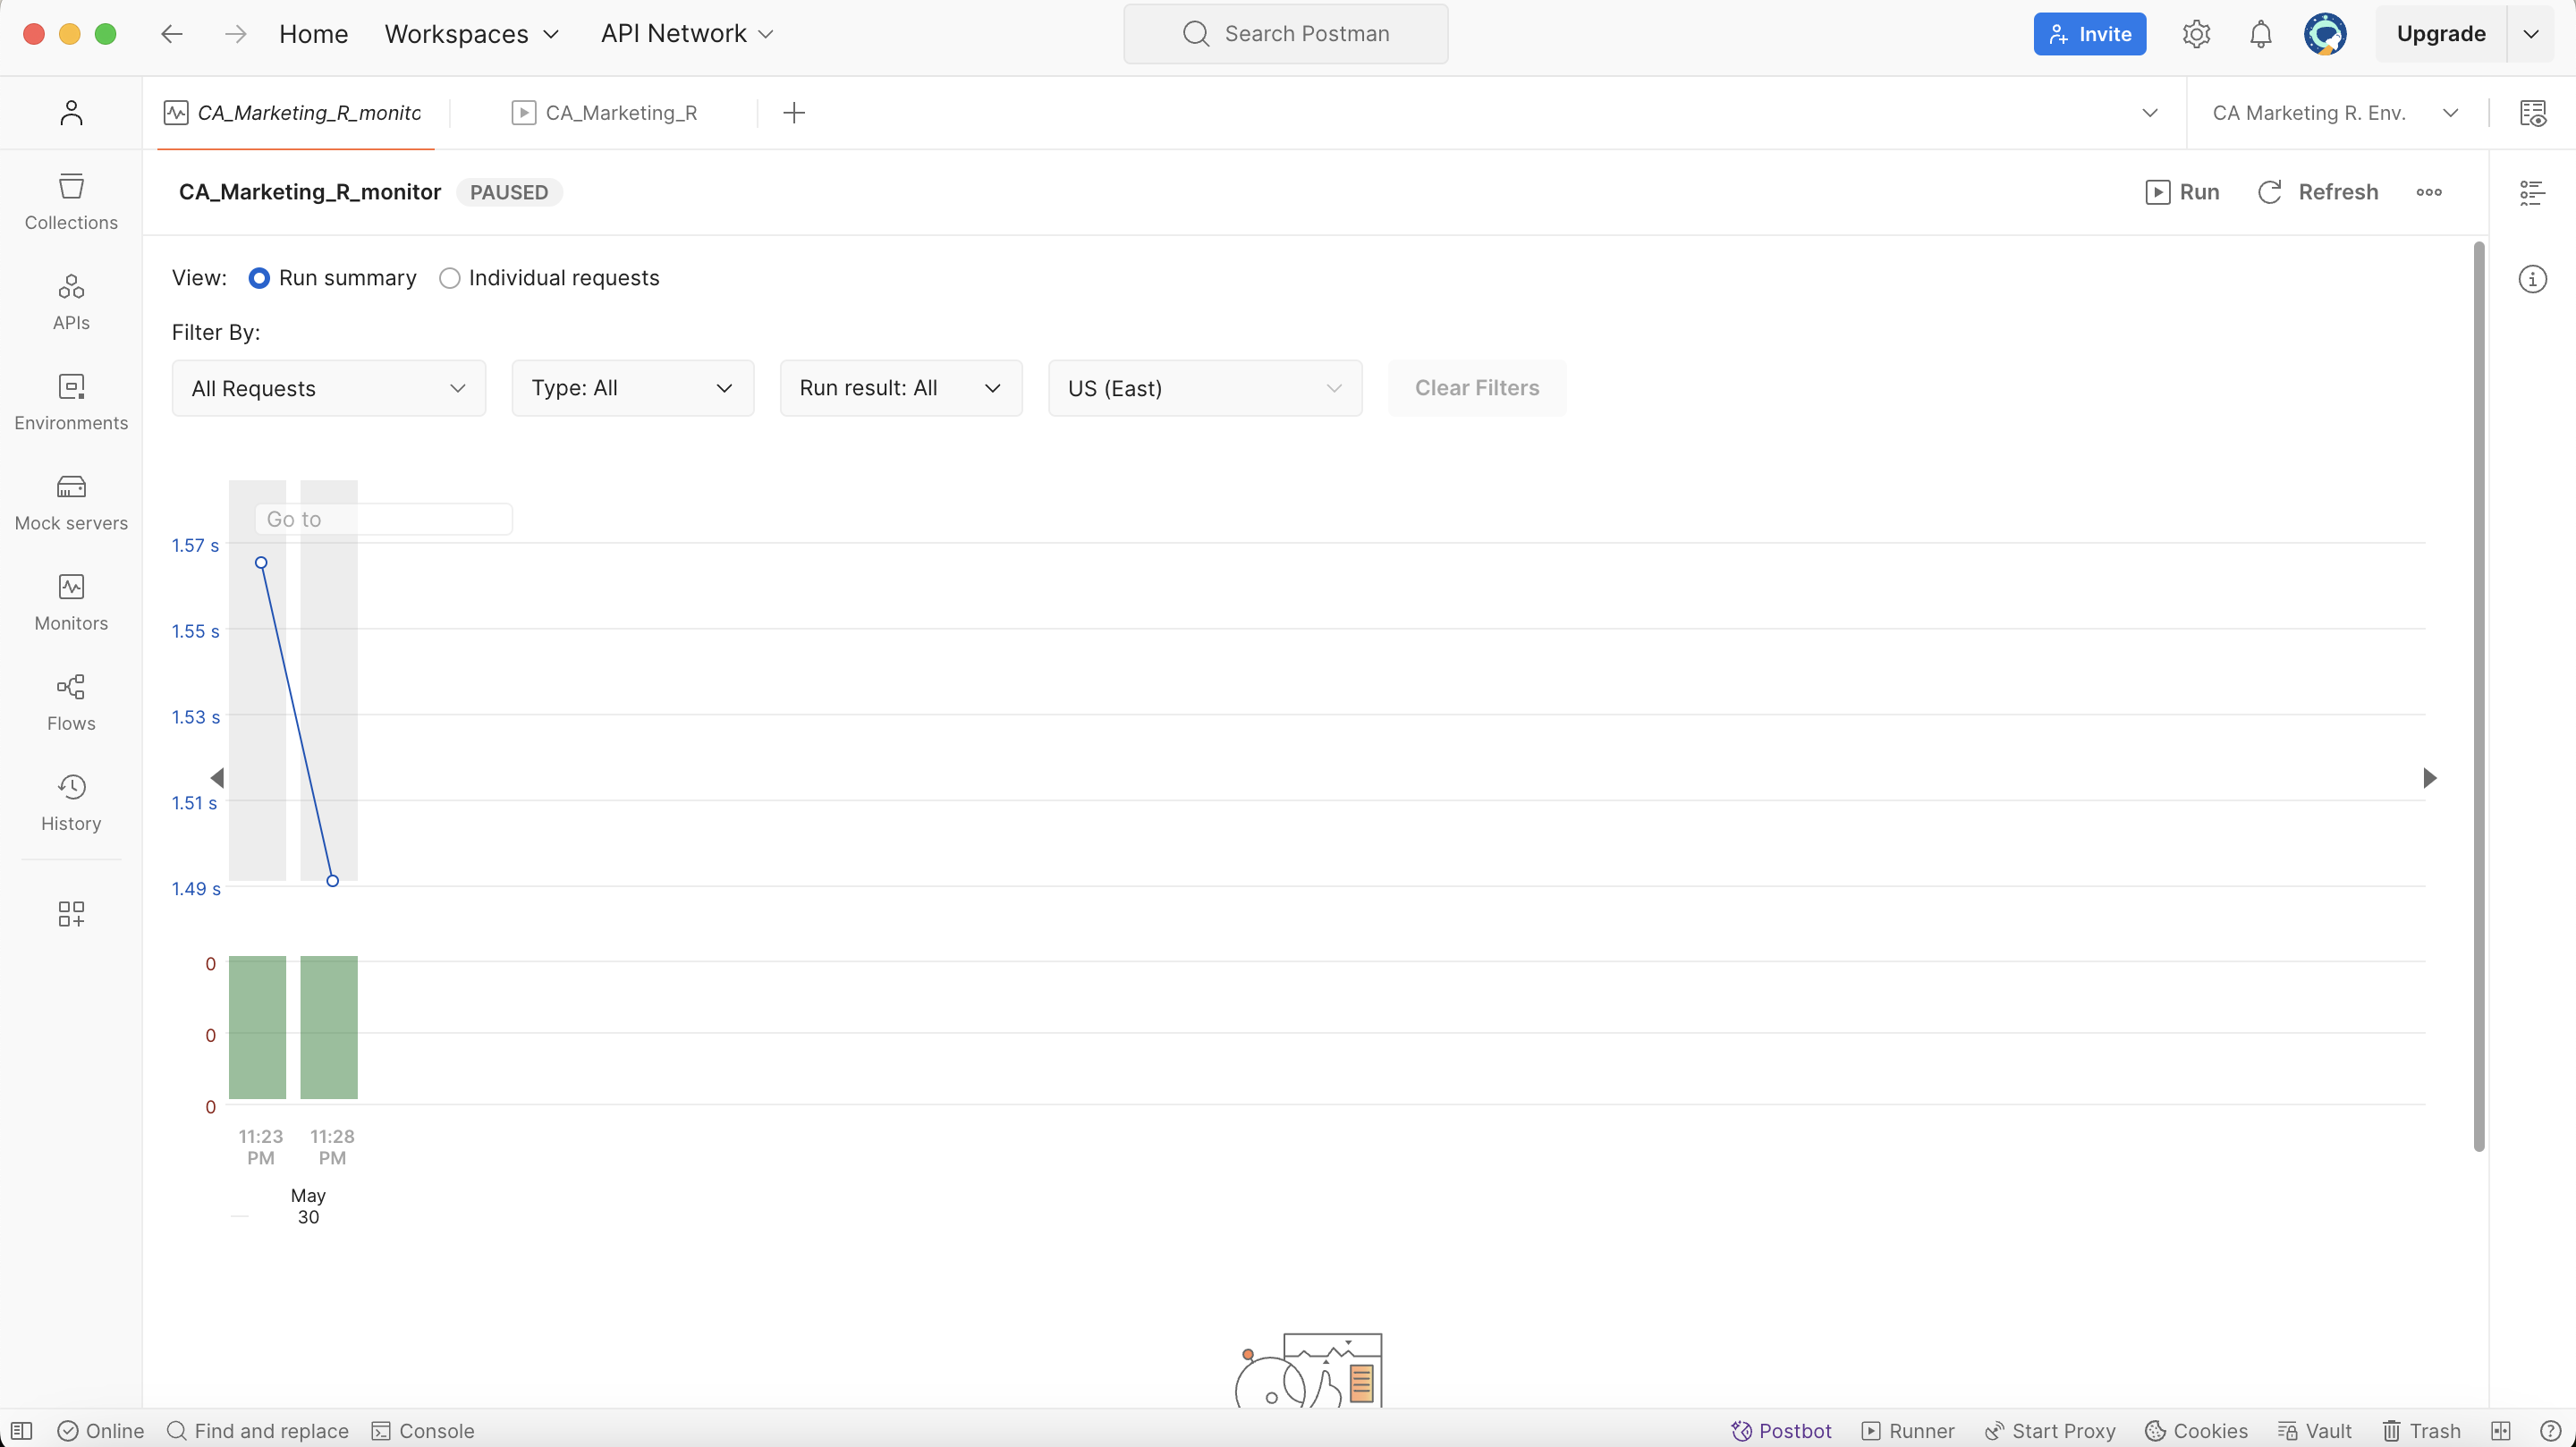 Home Workspaces API Network Search Postman Invite Upgrade
CA_Marketing_R_monito CA_Marketing_R CA Marketing R. Env.
CA_Marketing_R_monitor PAUSED Run Refresh
Collections
APIs
Environments
Mock servers
Monitors
Flows
History
View: Run summary Individual requests
Filter By:
All Requests Type: All Run result: All US (East) Clear Filters
Go to
1.57 s
1.55 s
1.53 s
1.51 s
1.49 s
0
0
0
11:23 PM 11:28 PM
May
30
Online Find and replace Console Postbot Runner Start Proxy Cookies Vault Trash